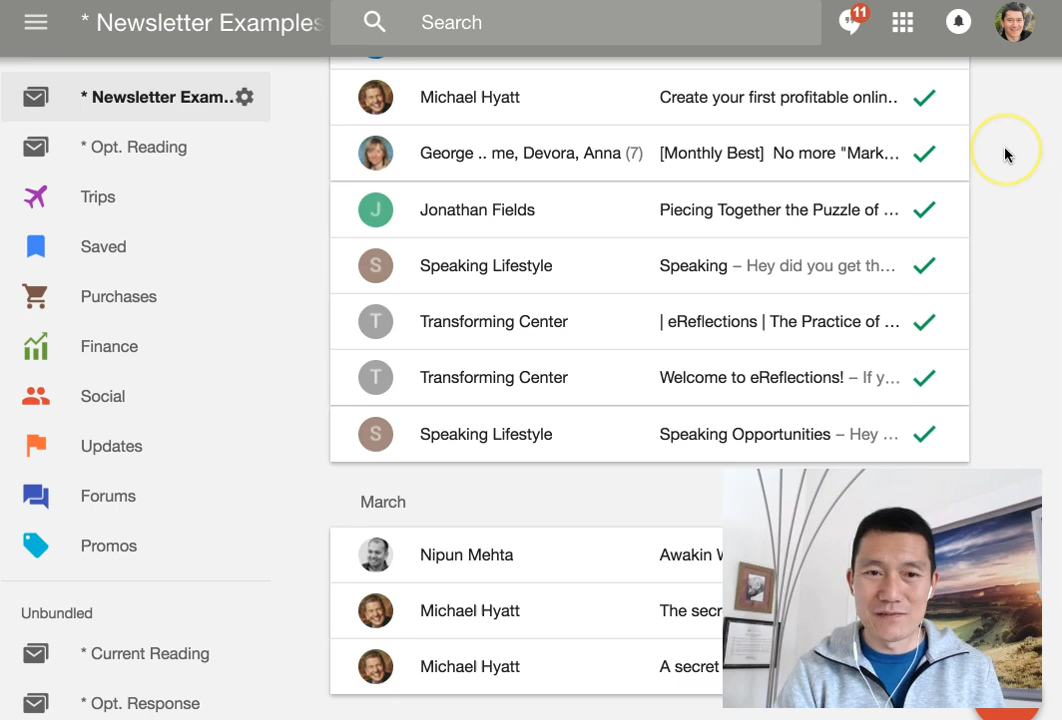 * Newsletter Examples
Search
11
* Newsletter Exam..
* Opt. Reading
Trips
Saved
Purchases
Finance
Social
Updates
Forums
Promos
Unbundled
* Current Reading
* Opt. Response
Michael Hyatt Create your first profitable onlin..
George .. me, Devora, Anna (7) [Monthly Best] No more "Mark...
J Jonathan Fields Piecing Together the Puzzle of ...
S Speaking Lifestyle Speaking – Hey did you get th...
T Transforming Center | eReflections | The Practice of ...
T Transforming Center Welcome to eReflections! – If y...
S Speaking Lifestyle Speaking Opportunities – Hey ...
March
Nipun Mehta Awakin
Michael Hyatt The secr
Michael Hyatt A secret